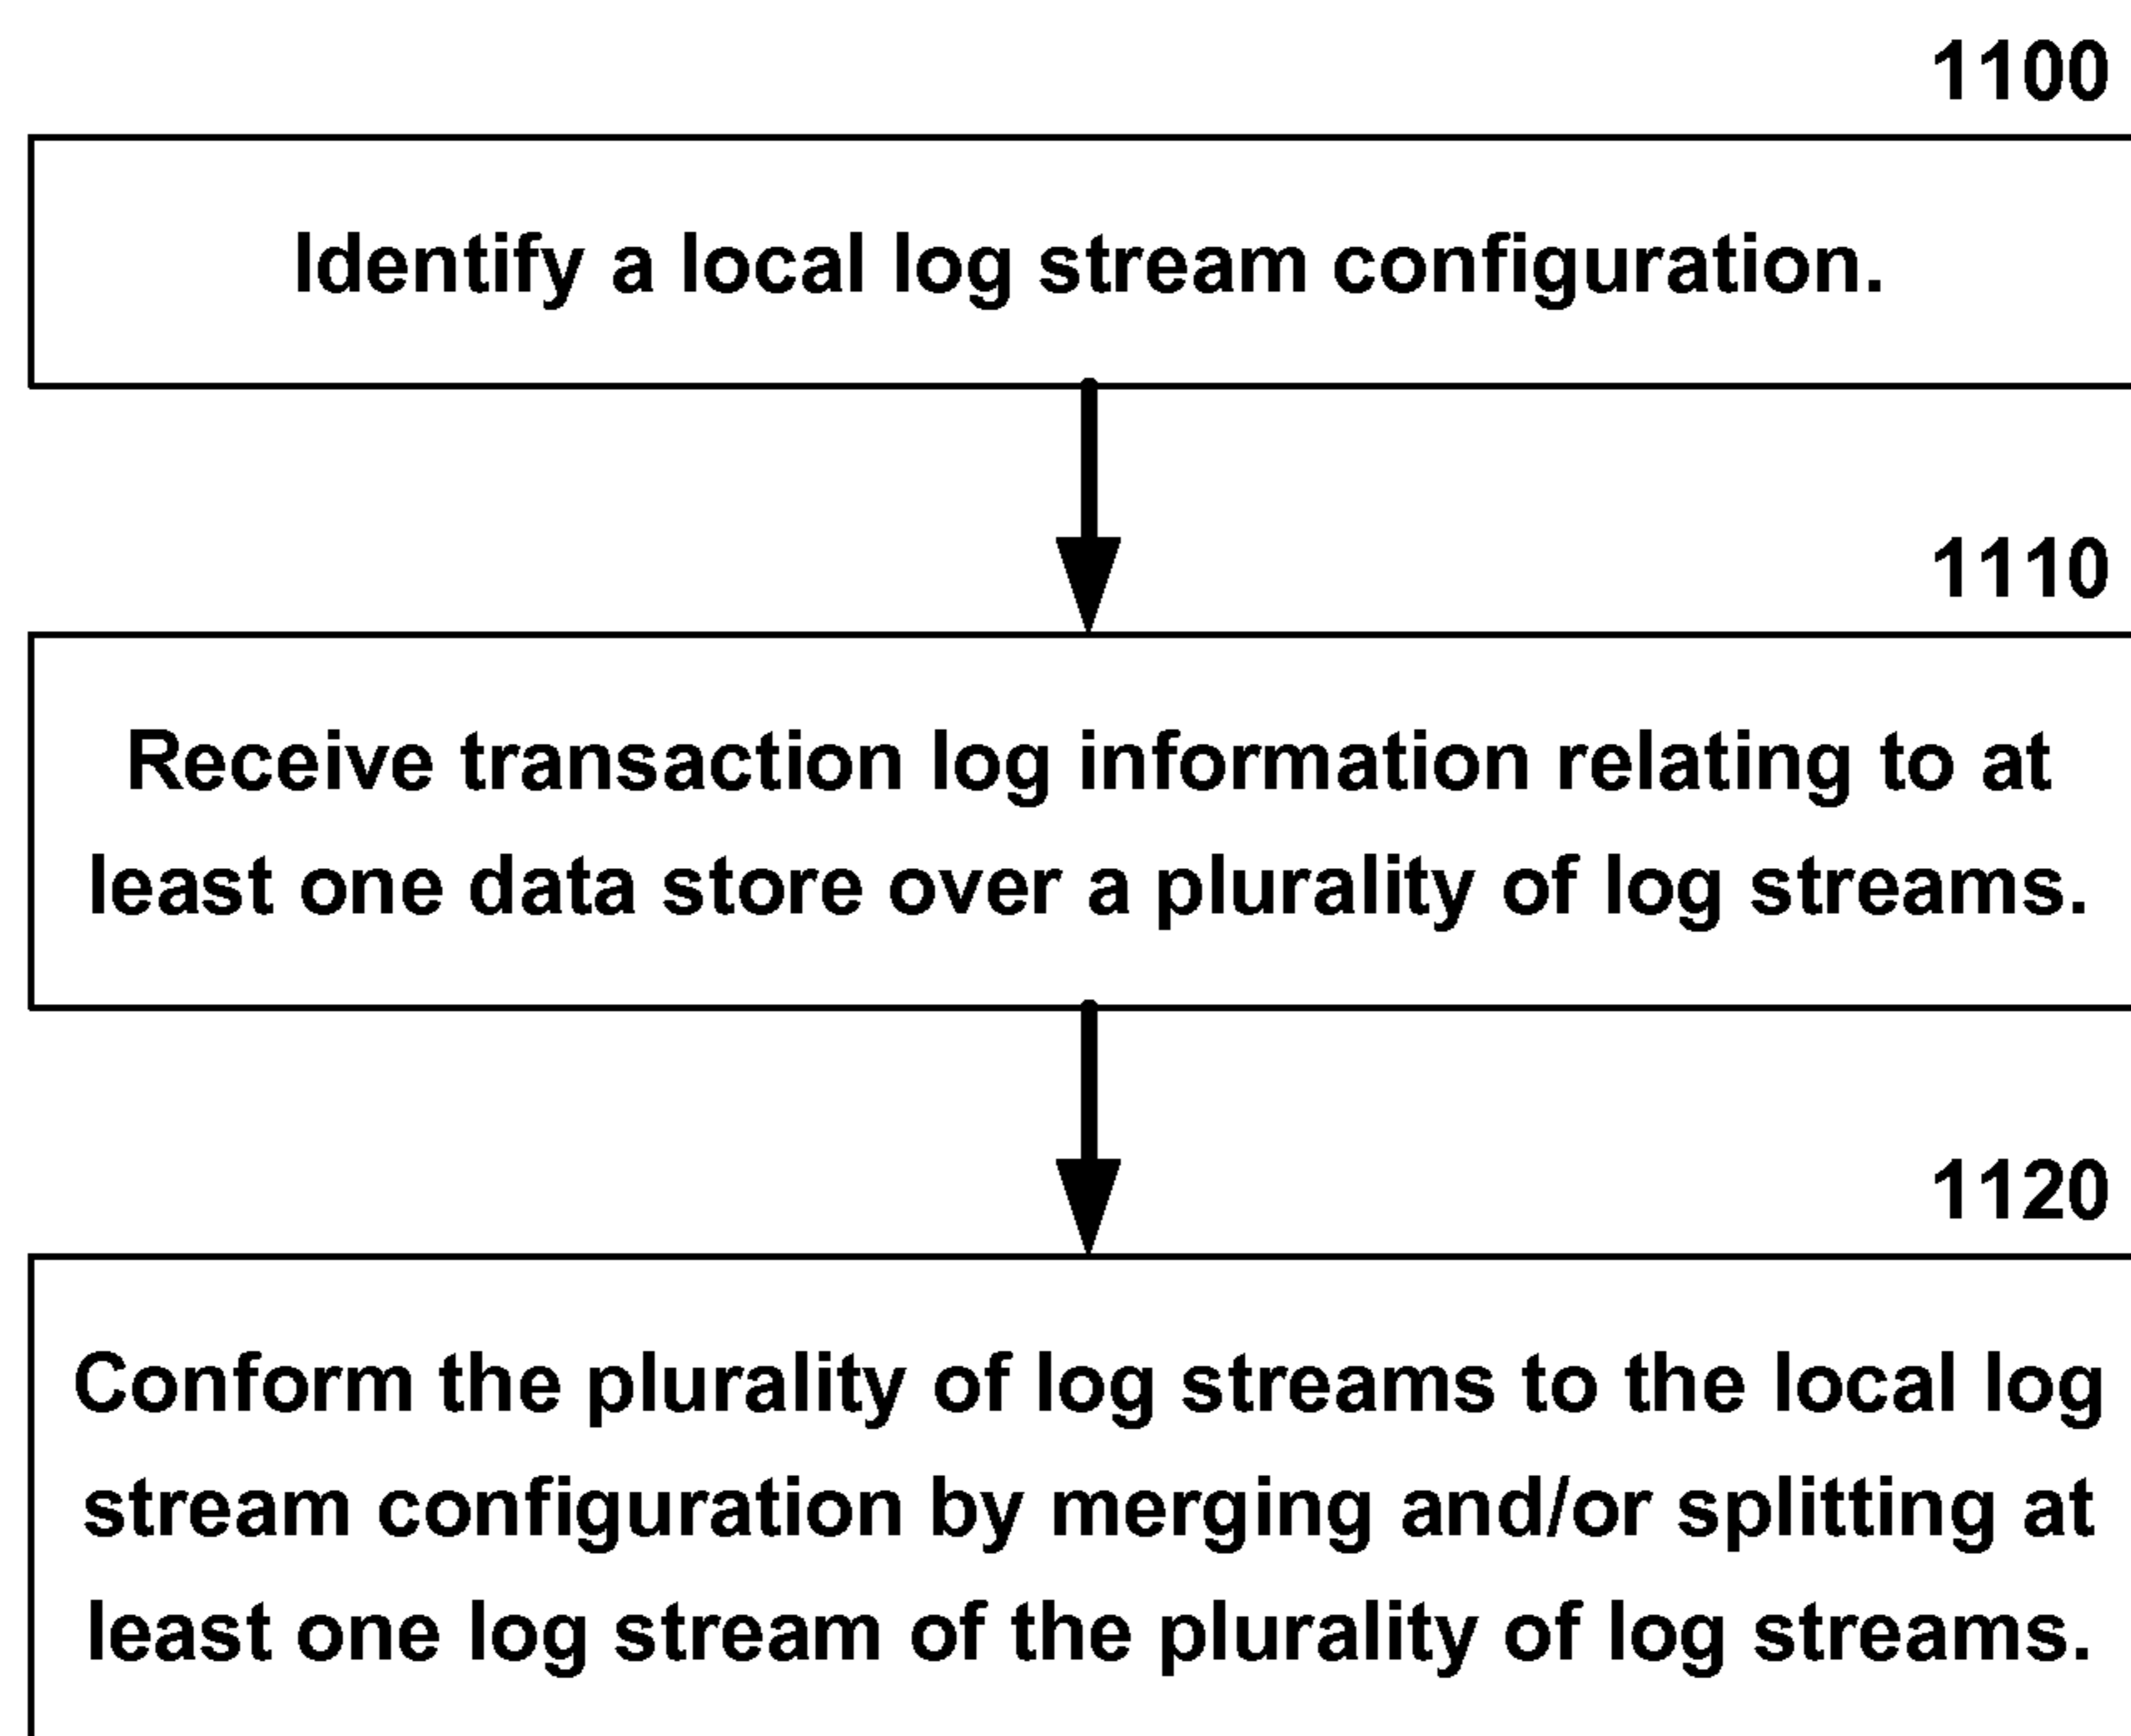 1100
Identify a local log stream configuration.
1110
Receive transaction log information relating to at
least one data store over a plurality of log streams.
1120
Conform the plurality of log streams to the local log
stream configuration by merging and/or splitting at
least one log stream of the plurality of log streams.